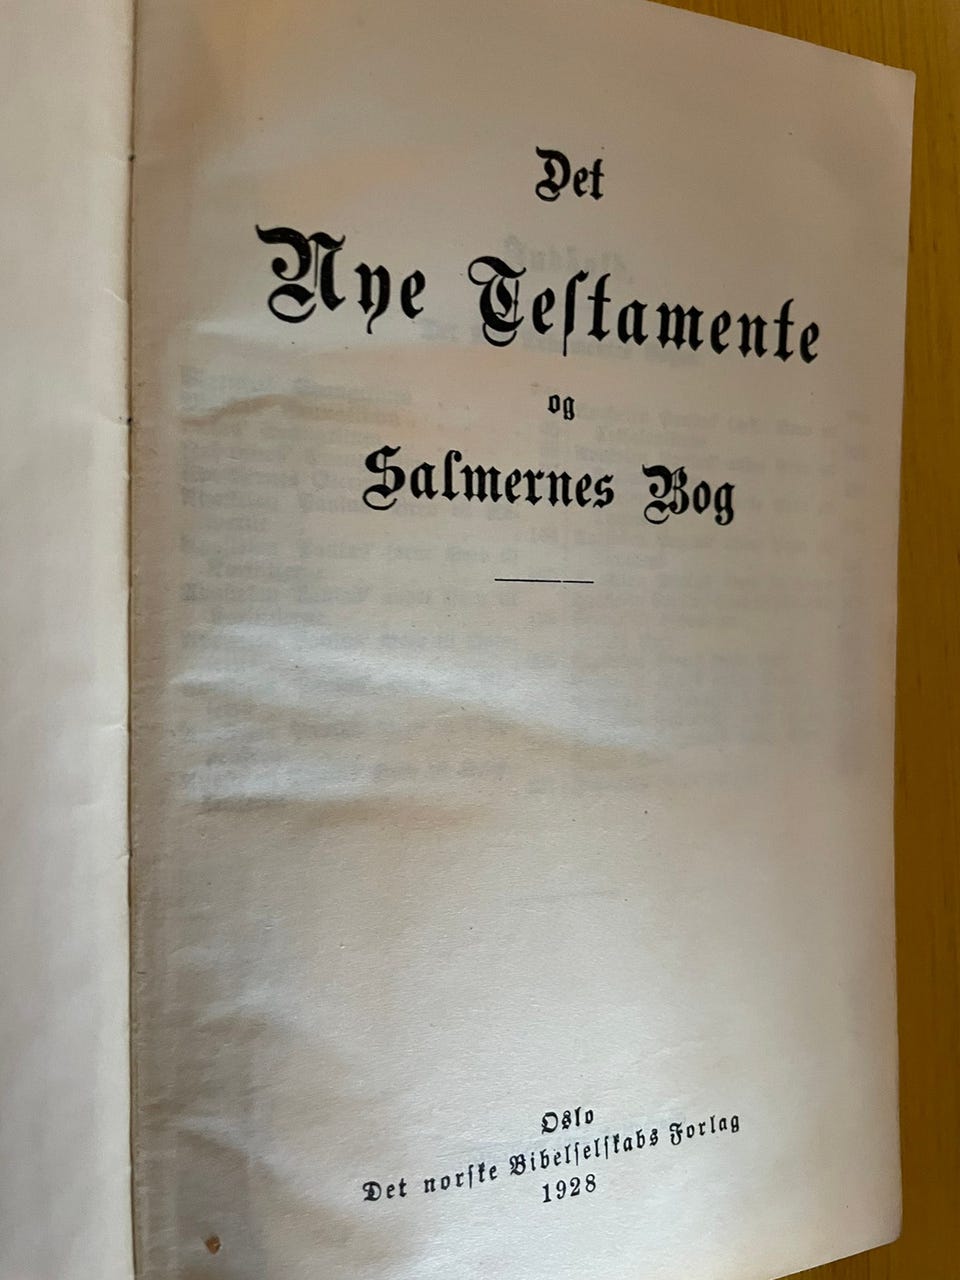 Det
Nye Teſtamente
og
Salmernes Bog
Oslo
Det norſke Bibelſelſkabs Forlag
1928